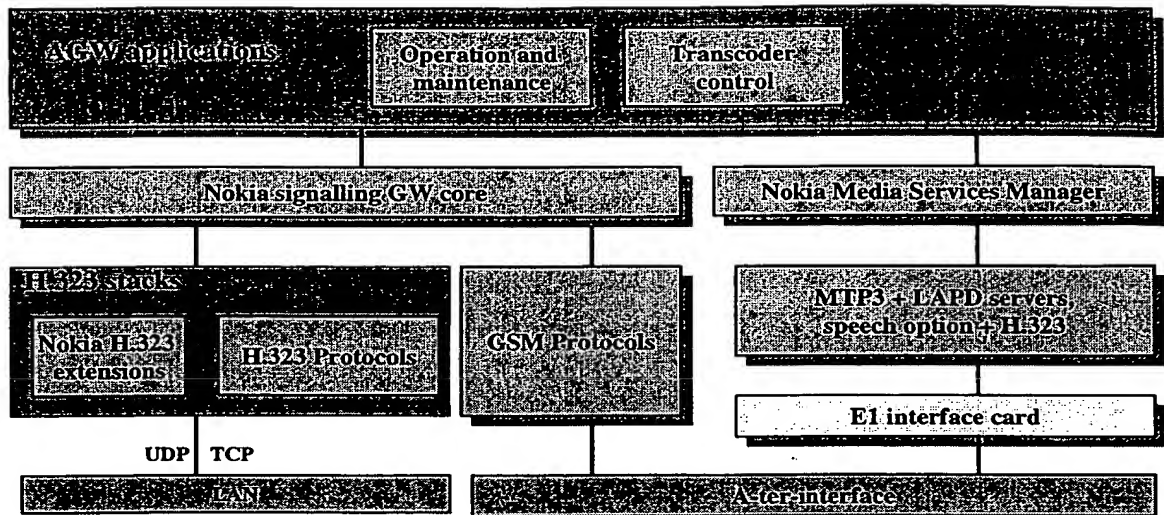 AGW applications
Operation and
maintenance
Transcoder
control
Nokia signalling GW core
Nokia Media Services Manager
H.323 stacks
Nokia H.323
extensions
H.323 Protocols
GSM Protocols
MTP3 + LAPD servers,
speech option + H.323
E1 interface card
UDP TCP
LAN
A-ter-interface